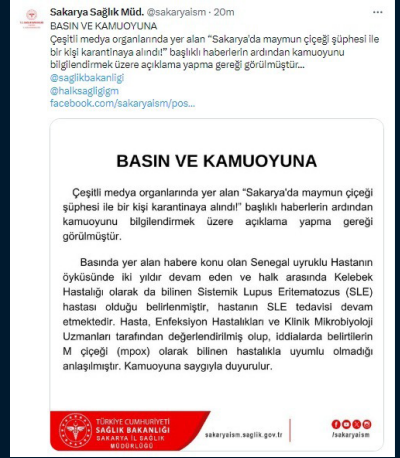 Sakarya Sağlık Müd. @sakaryaism · 20m
BASIN VE KAMUOYUNA
Çeşitli medya organlarında yer alan “Sakarya'da maymun çiçeği şüphesi ile
bir kişi karantinaya alındı!” başlıklı haberlerin ardından kamuoyunu
bilgilendirmek üzere açıklama yapma gereği görülmüştür...
@saglikbakanligi
@halksagligigm
facebook.com/sakaryaism/pos...
BASIN VE KAMUOYUNA
Çeşitli medya organlarında yer alan “Sakarya'da maymun çiçeği
şüphesi ile bir kişi karantinaya alındı!” başlıklı haberlerin ardından
kamuoyunu bilgilendirmek üzere açıklama yapma gereği
görülmüştür.
Basında yer alan habere konu olan Senegal uyruklu Hastanın
öyküsünde iki yıldır devam eden ve halk arasında Kelebek
Hastalığı olarak da bilinen Sistemik Lupus Eritematozus (SLE)
hastası olduğu belirlenmiştir, hastanın SLE tedavisi devam
etmektedir. Hasta, Enfeksiyon Hastalıkları ve Klinik Mikrobiyoloji
Uzmanları tarafından değerlendirilmiş olup, iddialarda belirtilerin
M çiçeği (mpox) olarak bilinen hastalıkla uyumlu olmadığı
anlaşılmıştır. Kamuoyuna saygıyla duyurulur.
TÜRKİYE CUMHURİYETİ
SAĞLIK BAKANLIĞI
SAKARYA İL SAĞLIK
MÜDÜRLÜĞÜ
sakaryaism.saglik.gov.tr
/sakaryaism